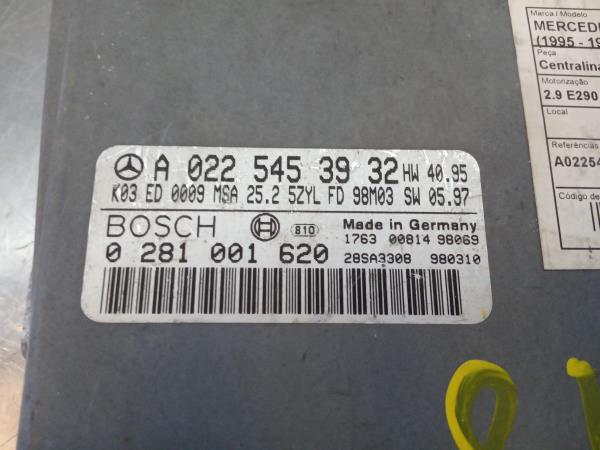 A 022 545 39 32 HW 40.95
K03 ED 0009 MSA 25.2 5ZYL FD 98M03 SW 05.97
BOSCH 810 Made in Germany
1763 00814 98069
0 281 001 620 28SA3308 980310
Marca / Modelo
MERCEDE
(1995 - 19
Peça
Centralina
Motorização
2.9 E290
Local
Referências
A02254
Código de